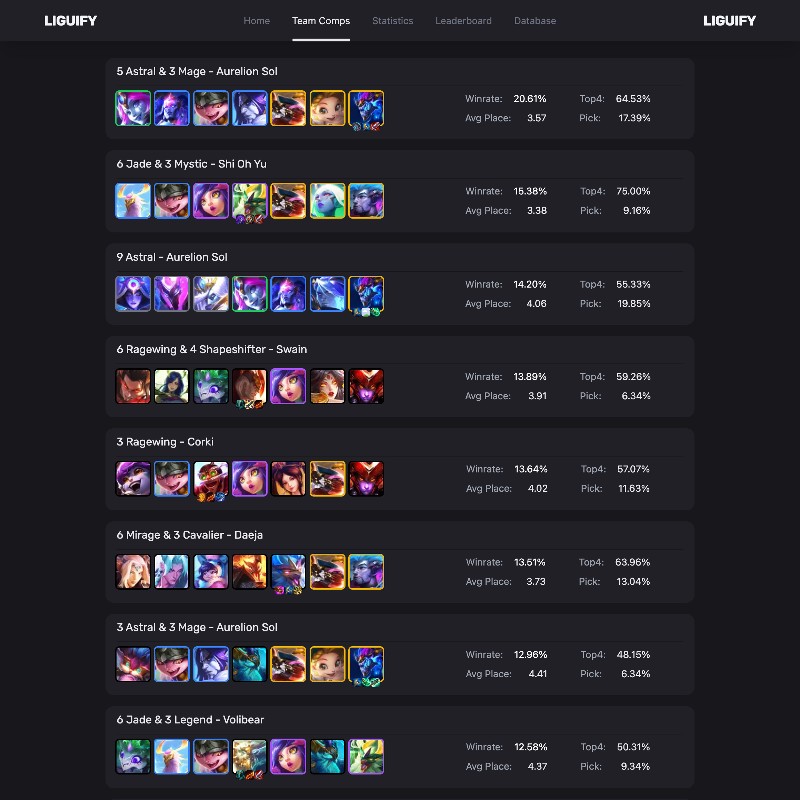 LIGUIFY Home Team Comps Statistics Leaderboard Database LIGUIFY
5 Astral & 3 Mage - Aurelion Sol
Winrate: 20.61% Top4: 64.53%
Avg Place: 3.57 Pick: 17.39%
6 Jade & 3 Mystic - Shi Oh Yu
Winrate: 15.38% Top4: 75.00%
Avg Place: 3.38 Pick: 9.16%
9 Astral - Aurelion Sol
Winrate: 14.20% Top4: 55.33%
Avg Place: 4.06 Pick: 19.85%
6 Ragewing & 4 Shapeshifter - Swain
Winrate: 13.89% Top4: 59.26%
Avg Place: 3.91 Pick: 6.34%
3 Ragewing - Corki
Winrate: 13.64% Top4: 57.07%
Avg Place: 4.02 Pick: 11.63%
6 Mirage & 3 Cavalier - Daeja
Winrate: 13.51% Top4: 63.96%
Avg Place: 3.73 Pick: 13.04%
3 Astral & 3 Mage - Aurelion Sol
Winrate: 12.96% Top4: 48.15%
Avg Place: 4.41 Pick: 6.34%
6 Jade & 3 Legend - Volibear
Winrate: 12.58% Top4: 50.31%
Avg Place: 4.37 Pick: 9.34%